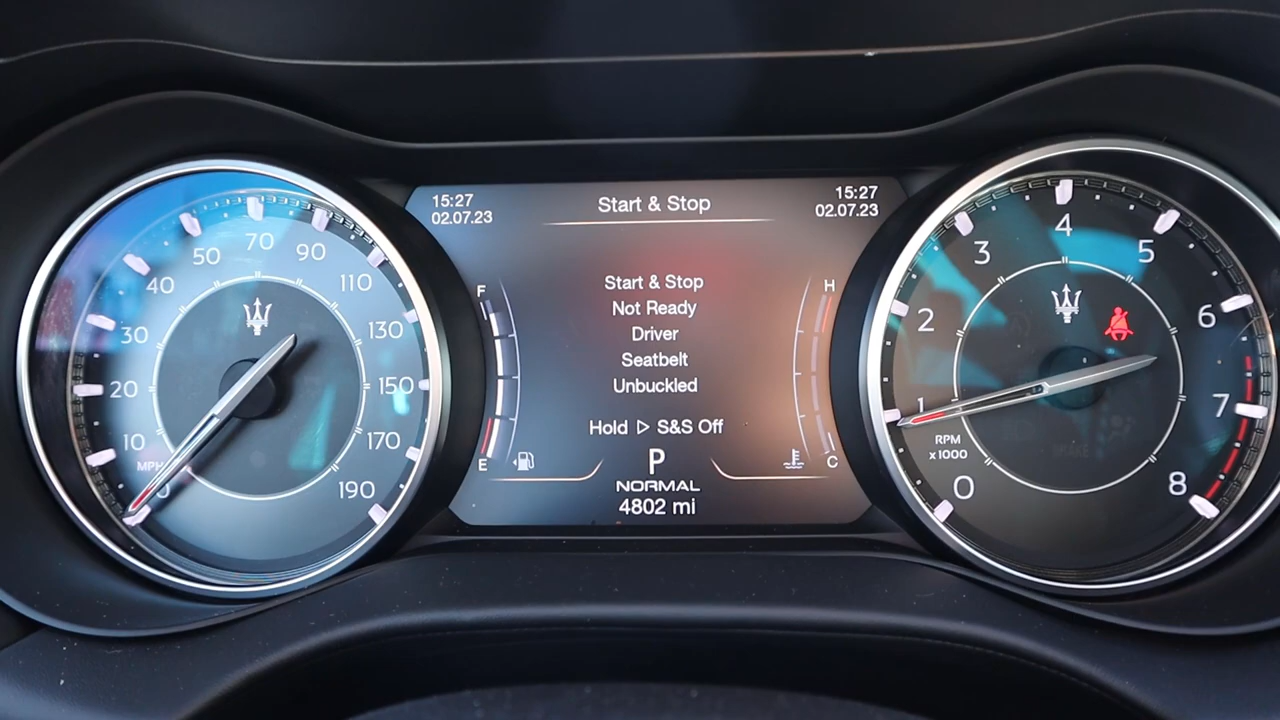 10
20
30
40
50
70
90
110
130
150
170
190
MPH
0
15:27
02.07.23
Start & Stop
15:27
02.07.23
Start & Stop
Not Ready
Driver
Seatbelt
Unbuckled
Hold ▷ S&S Off
F
E
H
C
P
NORMAL
4802 mi
0
1
2
3
4
5
6
7
8
RPM
x1000